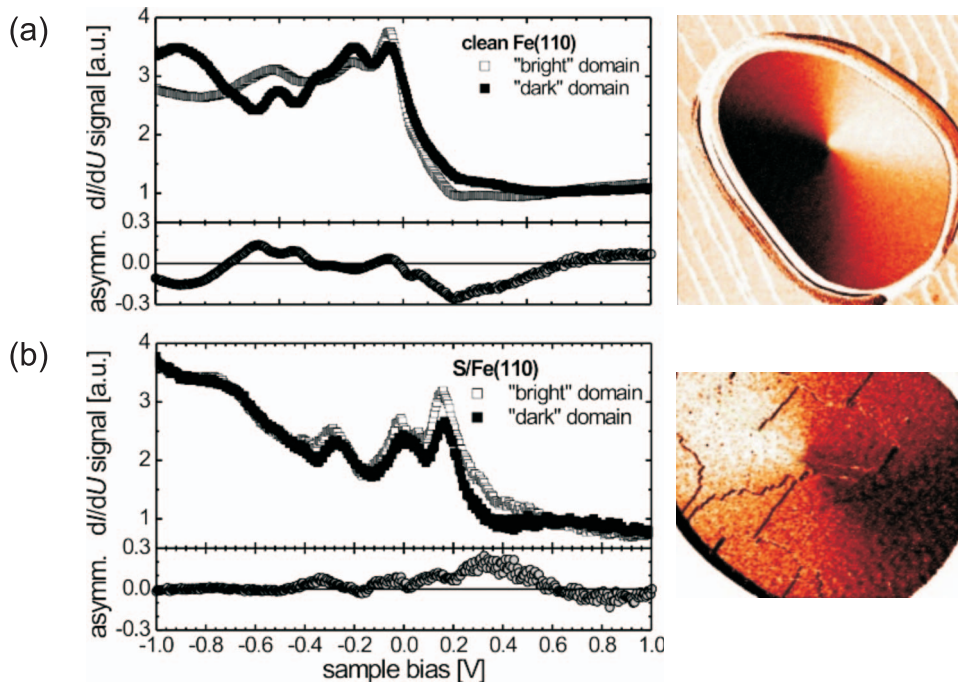 (a)
4
3
2
1
0.3
0.0
-0.3
dI/dU signal [a.u.]
asymm.
clean Fe(110)
"bright" domain
"dark" domain
(b)
4
3
2
1
0.3
0.0
-0.3
dI/dU signal [a.u.]
asymm.
S/Fe(110)
"bright" domain
"dark" domain
-1.0 -0.8 -0.6 -0.4 -0.2 0.0 0.2 0.4 0.6 0.8 1.0
sample bias [V]